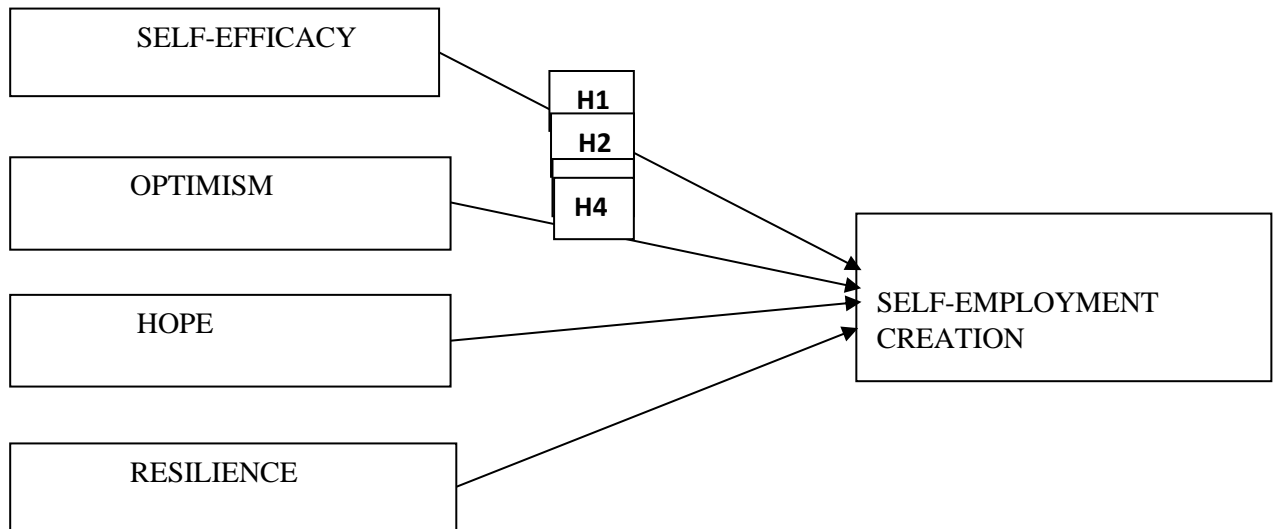 SELF-EFFICACY
H1
H2
OPTIMISM
H4
HOPE
SELF-EMPLOYMENT
CREATION
RESILIENCE